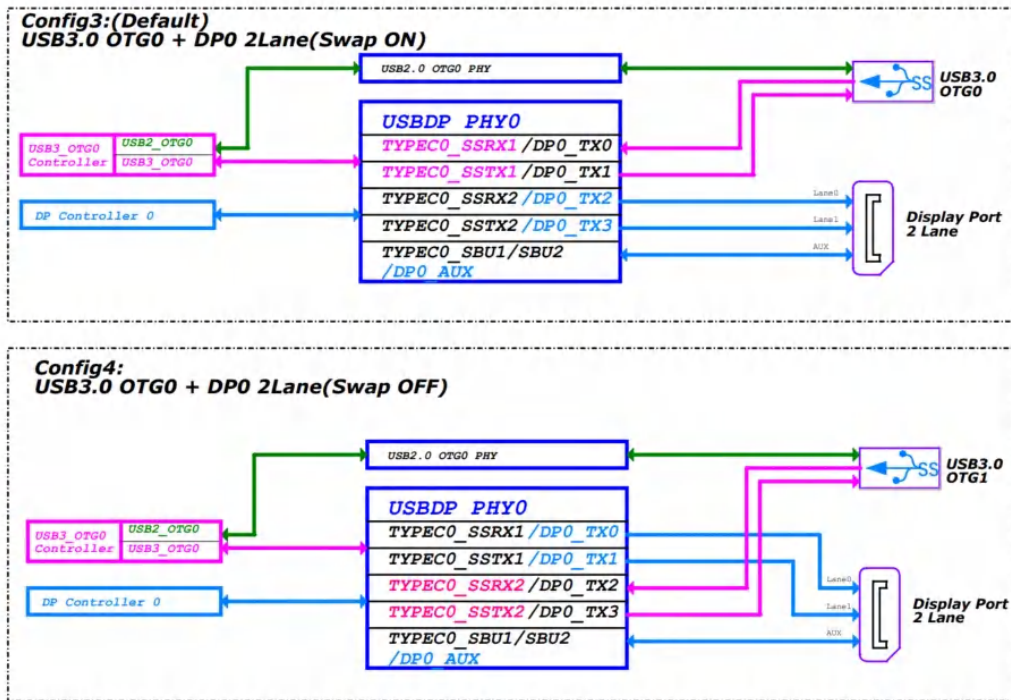 Config3:(Default)
USB3.0 OTG0 + DP0 2Lane(Swap ON)
USB2.0 OTG0 PHY
SS
USB3.0
OTG0
USBDP PHY0
USB3_OTG0
Controller
USB2_OTG0
USB3_OTG0
TYPEC0_SSRX1/DP0_TX0
TYPEC0_SSTX1/DP0_TX1
DP Controller 0
TYPEC0_SSRX2/DP0_TX2
TYPEC0_SSTX2/DP0_TX3
TYPEC0_SBU1/SBU2
/DP0_AUX
Lane0
Lane1
AUX
Display Port
2 Lane
Config4:
USB3.0 OTG0 + DP0 2Lane(Swap OFF)
USB2.0 OTG0 PHY
SS
USB3.0
OTG1
USBDP PHY0
USB3_OTG0
Controller
USB2_OTG0
USB3_OTG0
TYPEC0_SSRX1/DP0_TX0
TYPEC0_SSTX1/DP0_TX1
DP Controller 0
TYPEC0_SSRX2/DP0_TX2
TYPEC0_SSTX2/DP0_TX3
TYPEC0_SBU1/SBU2
/DP0_AUX
Lane0
Lane1
AUX
Display Port
2 Lane